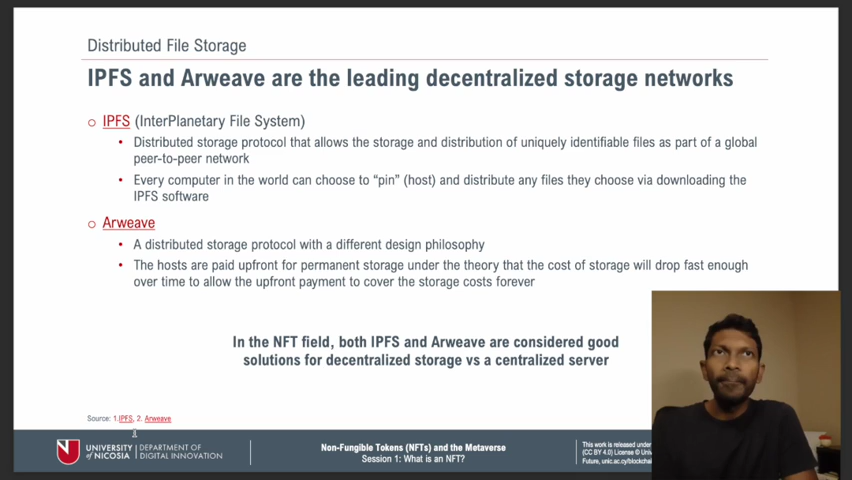 Distributed File Storage
IPFS and Arweave are the leading decentralized storage networks
IPFS (InterPlanetary File System)
Distributed storage protocol that allows the storage and distribution of uniquely identifiable files as part of a global
peer-to-peer network
Every computer in the world can choose to “pin” (host) and distribute any files they choose via downloading the
IPFS software
Arweave
A distributed storage protocol with a different design philosophy
The hosts are paid upfront for permanent storage under the theory that the cost of storage will drop fast enough
over time to allow the upfront payment to cover the storage costs forever
In the NFT field, both IPFS and Arweave are considered good
solutions for decentralized storage vs a centralized server
Source: 1.IPFS, 2. Arweave
UNIVERSITY of NICOSIA
DEPARTMENT OF
DIGITAL INNOVATION
Non-Fungible Tokens (NFTs) and the Metaverse
Session 1: What is an NFT?
This work is released under
(CC BY 4.0) License © Univ
Future, unic.ac.cy/blockchai